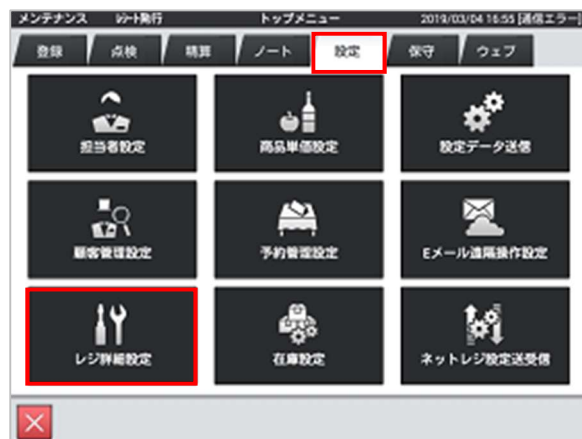 メンテナンス レシート発行 トップメニュー 2019/03/04 16:55 [通信エラー]
登録 点検 精算 ノート 設定 保守 ウェブ
担当者設定 商品単価設定 設定データ送信
顧客管理設定 予約管理設定 Eメール遠隔操作設定
レジ詳細設定 在庫設定 ネットレジ設定送受信